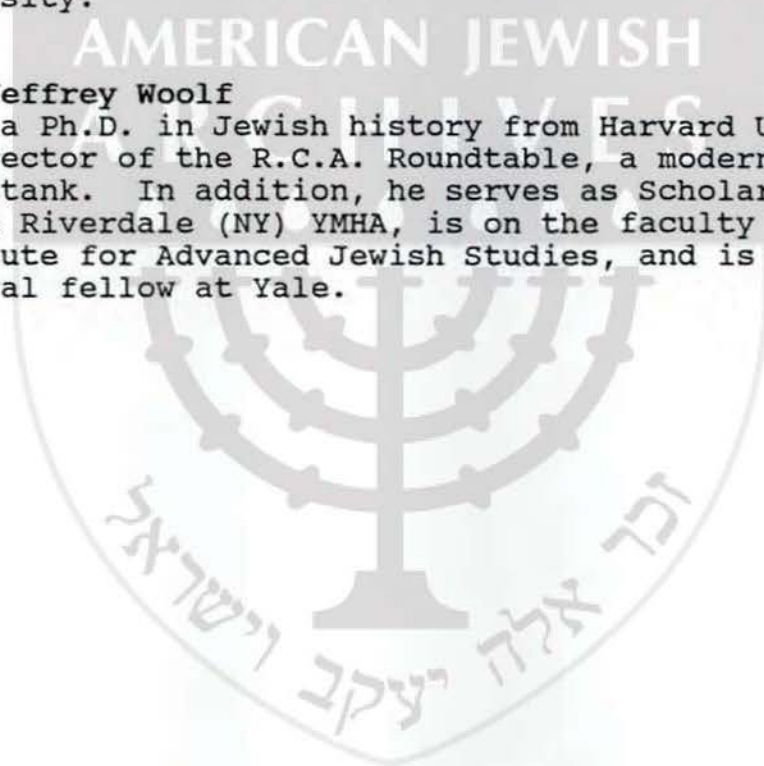 sity.
AMERICAN JEWISH
effrey Woolf
ARCHIVES
a Ph.D. in Jewish history from Harvard U
ector of the R.C.A. Roundtable, a modern
tank. In addition, he serves as Scholar
Riverdale (NY) YMHA, is on the faculty
ute for Advanced Jewish Studies, and is
al fellow at Yale.
זכר אלה יעקב וישראל